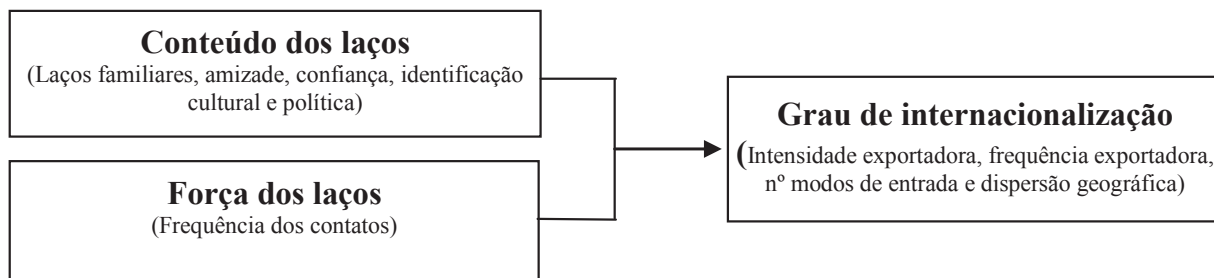 Conteúdo dos laços
(Laços familiares, amizade, confiança, identificação
cultural e política)
Força dos laços
(Frequência dos contatos)
Grau de internacionalização
(Intensidade exportadora, frequência exportadora,
nº modos de entrada e dispersão geográfica)